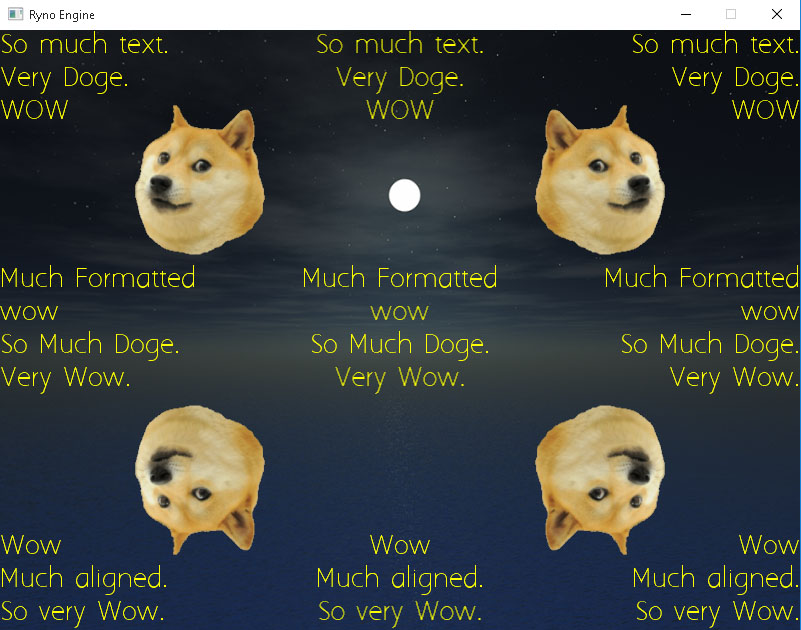 Ryno Engine
So much text.
Very Doge.
WOW
So much text.
Very Doge.
WOW
So much text.
Very Doge.
WOW
Much Formatted
wow
So Much Doge.
Very Wow.
Much Formatted
wow
So Much Doge.
Very Wow.
Much Formatted
wow
So Much Doge.
Very Wow.
Wow
Much aligned.
So very Wow.
Wow
Much aligned.
So very Wow.
Wow
Much aligned.
So very Wow.